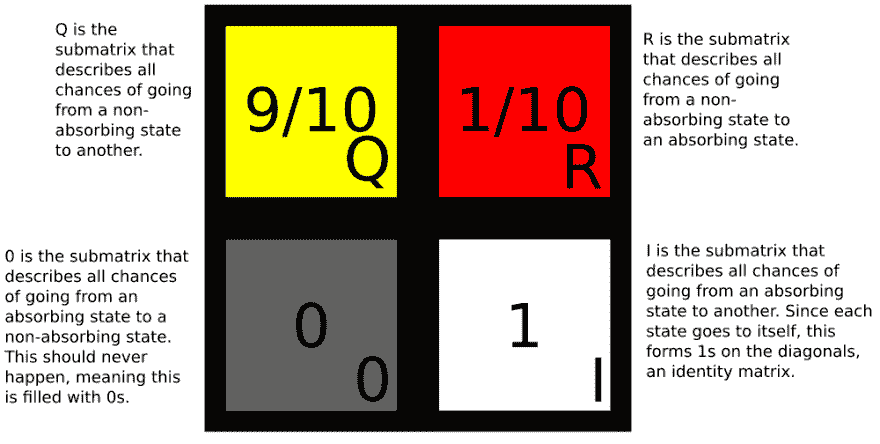 Q is the
submatrix that
describes all
chances of going
from a non-
absorbing state
to another.
9/10
Q
1/10
R
R is the submatrix
that describes all
chances of going
from a non-
absorbing state to
an absorbing state.
0 is the submatrix that
describes all chances
of going from an
absorbing state to a
non-absorbing state.
This should never
happen, meaning this
is filled with 0s.
0
0
1
I
I is the submatrix that
describes all chances of
going from an absorbing
state to another. Since each
state goes to itself, this
forms 1s on the diagonals,
an identity matrix.